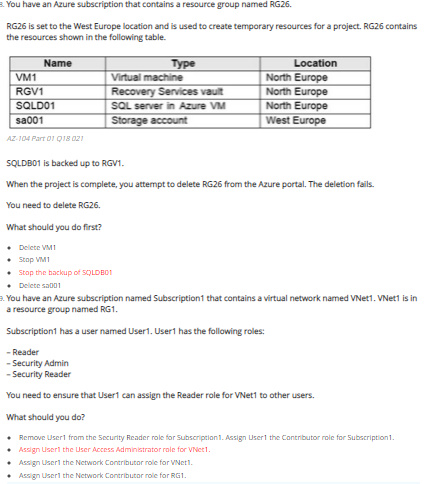 8. You have an Azure subscription that contains a resource group named RG26.
RG26 is set to the West Europe location and is used to create temporary resources for a project. RG26 contains
the resources shown in the following table.
Name Type Location
VM1 Virtual machine North Europe
RGV1 Recovery Services vault North Europe
SQLD01 SQL server in Azure VM North Europe
sa001 Storage account West Europe
AZ-104 Part 01 Q18 021
SQLDB01 is backed up to RGV1.
When the project is complete, you attempt to delete RG26 from the Azure portal. The deletion fails.
You need to delete RG26.
What should you do first?
• Delete VM1
• Stop VM1
• Stop the backup of SQLDB01
• Delete sa001
9. You have an Azure subscription named Subscription1 that contains a virtual network named VNet1. VNet1 is in
a resource group named RG1.
Subscription1 has a user named User1. User1 has the following roles:
– Reader
– Security Admin
– Security Reader
You need to ensure that User1 can assign the Reader role for VNet1 to other users.
What should you do?
• Remove User1 from the Security Reader role for Subscription1. Assign User1 the Contributor role for Subscription1.
• Assign User1 the User Access Administrator role for VNet1.
• Assign User1 the Network Contributor role for VNet1.
• Assign User1 the Network Contributor role for RG1.